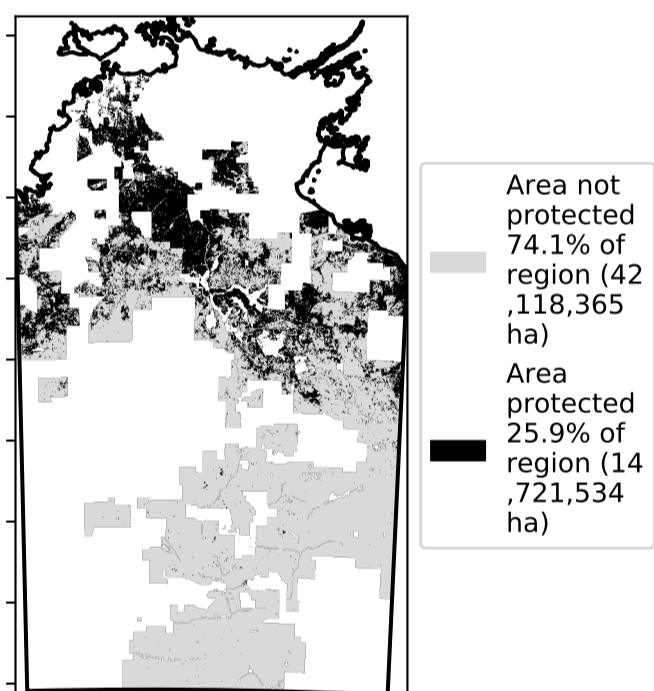 Area not
protected
74.1% of
region (42
,118,365
ha)
Area
protected
25.9% of
region (14
,721,534
ha)